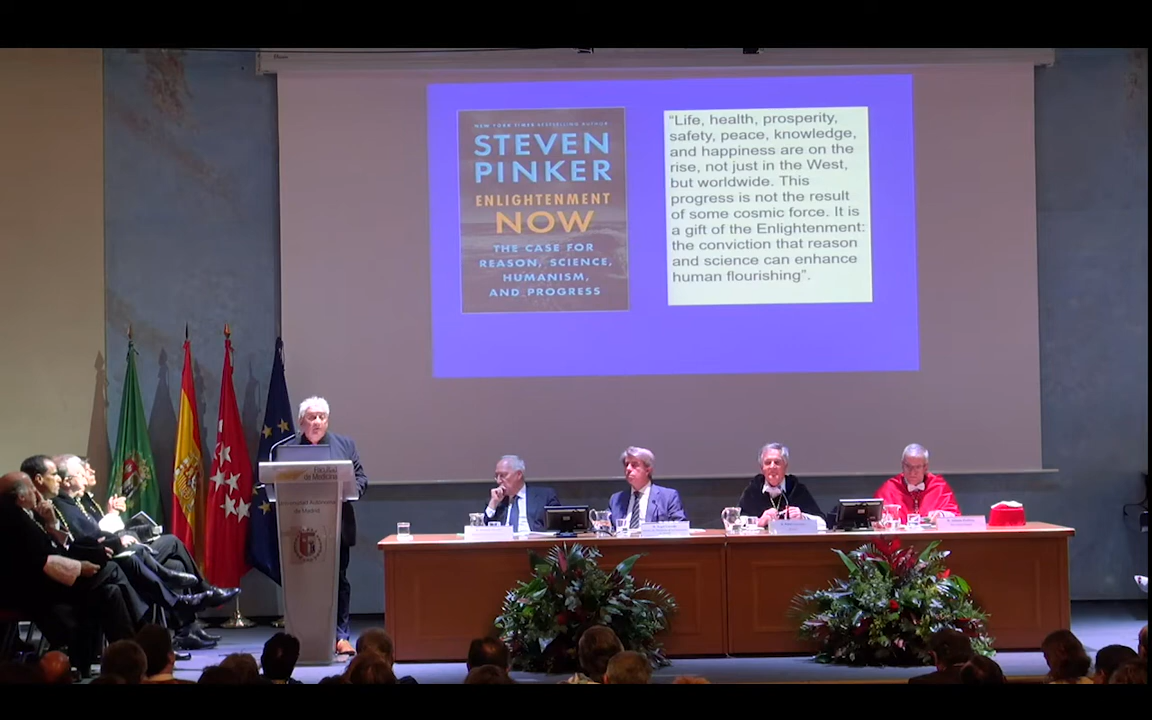 NEW YORK TIMES BESTSELLING AUTHOR
STEVEN
PINKER
ENLIGHTENMENT
NOW
THE CASE FOR
REASON, SCIENCE,
HUMANISM,
AND PROGRESS
“Life, health, prosperity,
safety, peace, knowledge,
and happiness are on the
rise, not just in the West,
but worldwide. This
progress is not the result
of some cosmic force. It is
a gift of the Enlightenment:
the conviction that reason
and science can enhance
human flourishing”.
Facultad
de Medicina
Universidad Autónoma
de Madrid